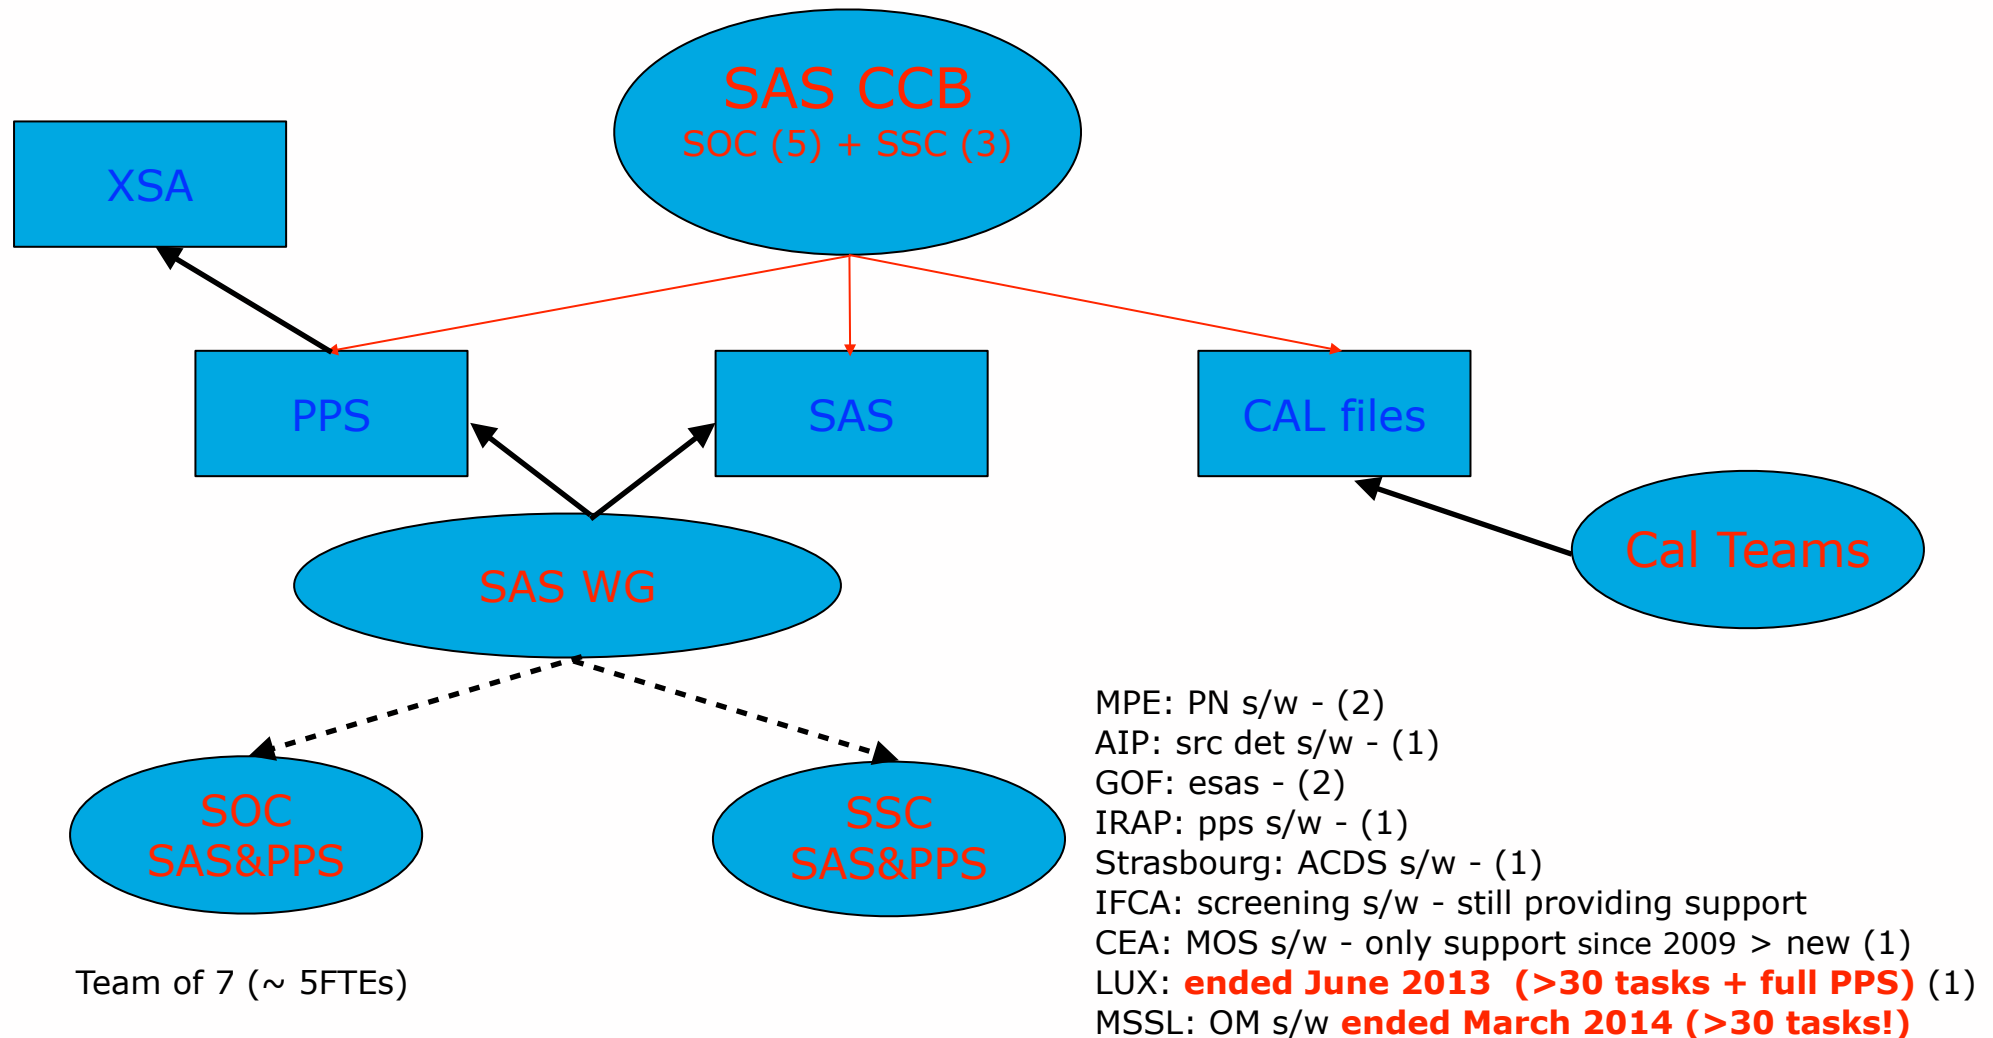 SAS CCB
SOC (5) + SSC (3)
XSA
PPS
SAS
CAL files
Cal Teams
SAS WG
SOC
SAS&PPS
SSC
SAS&PPS
Team of 7 (~ 5FTEs)
MPE: PN s/w - (2)
AIP: src det s/w - (1)
GOF: esas - (2)
IRAP: pps s/w - (1)
Strasbourg: ACDS s/w - (1)
IFCA: screening s/w - still providing support
CEA: MOS s/w - only support since 2009 > new (1)
LUX: ended June 2013 (>30 tasks + full PPS) (1)
MSSL: OM s/w ended March 2014 (>30 tasks!)